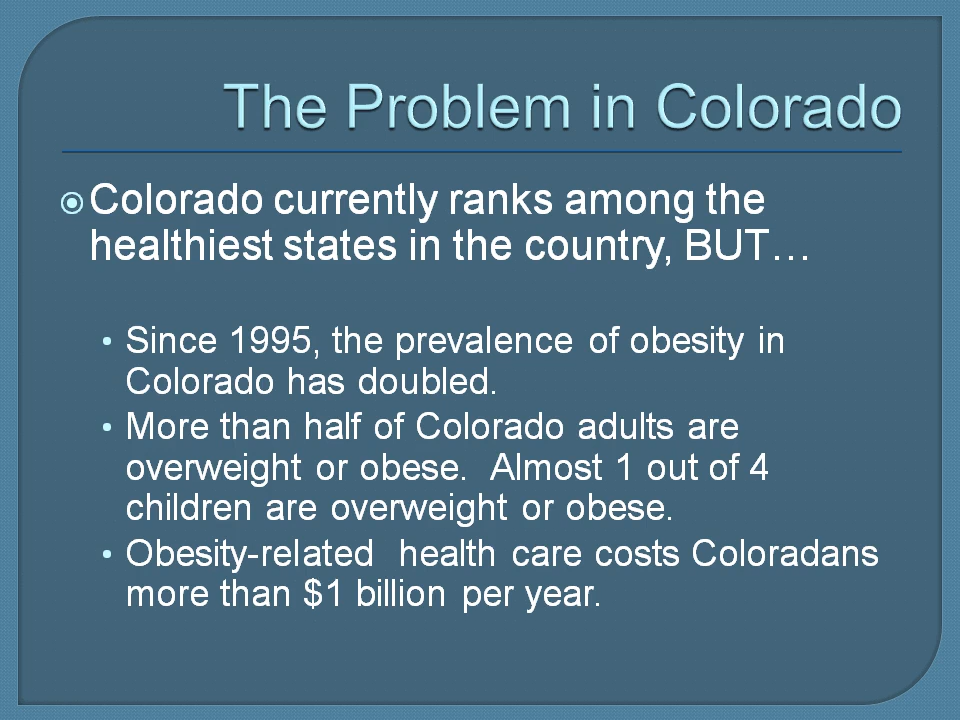 The Problem in Colorado
Colorado currently ranks among the
healthiest states in the country, BUT…
• Since 1995, the prevalence of obesity in
Colorado has doubled.
• More than half of Colorado adults are
overweight or obese.  Almost 1 out of 4
children are overweight or obese.
• Obesity-related  health care costs Coloradans
more than $1 billion per year.